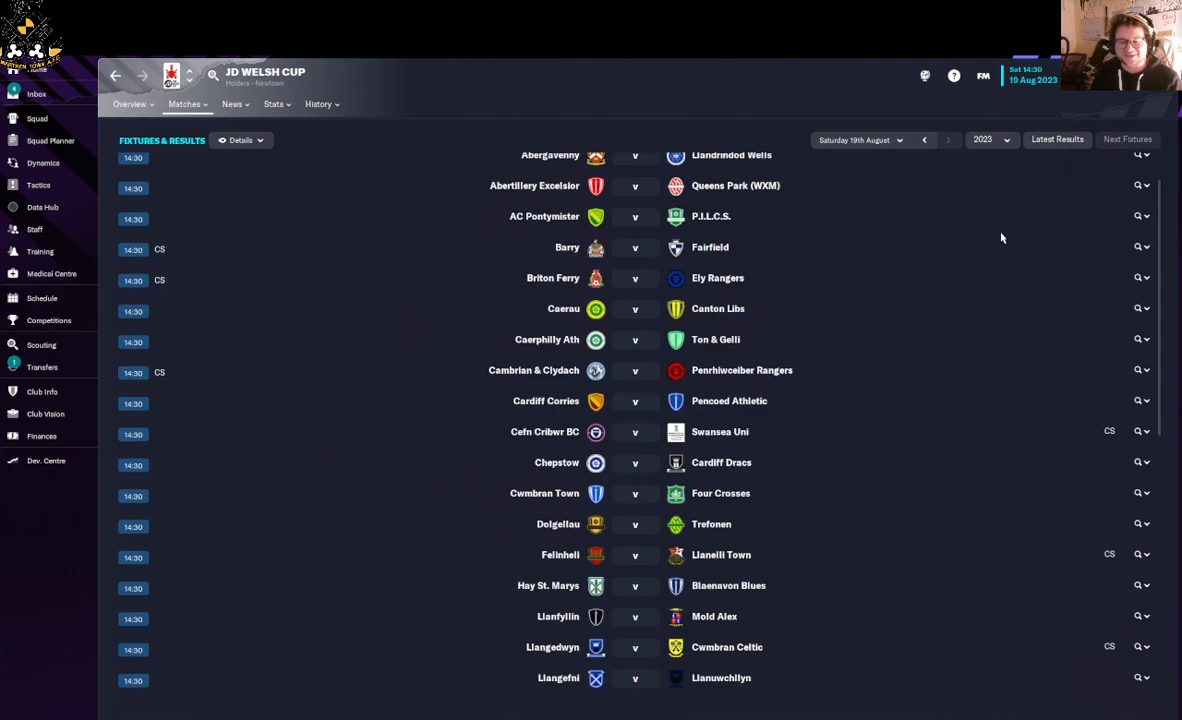 JD WELSH CUP
Holders - Newtown
FM
Sat 14:30
19 Aug 2023
Home
Overview
Matches
News
Stats
History
4
Inbox
Squad
Squad Planner
Dynamics
Tactics
Data Hub
Staff
Training
Medical Centre
Schedule
Competitions
Scouting
1
Transfers
Club Info
Club Vision
Finances
Dev. Centre
FIXTURES & RESULTS
Details
Saturday 19th August
2023
Latest Results
Next Fixtures
14:30 Abergavenny v Llandrindod Wells
14:30 Abertillery Excelsior v Queens Park (WXM)
14:30 AC Pontymister v P.I.L.C.S.
14:30 CS Barry v Fairfield
14:30 CS Briton Ferry v Ely Rangers
14:30 Caerau v Canton Libs
14:30 Caerphilly Ath v Ton & Gelli
14:30 CS Cambrian & Clydach v Penrhiwceiber Rangers
14:30 Cardiff Corries v Pencoed Athletic
14:30 Cefn Cribwr BC v Swansea Uni CS
14:30 Chepstow v Cardiff Dracs
14:30 Cwmbran Town v Four Crosses
14:30 Dolgellau v Trefonen
14:30 Felinheli v Llanelli Town CS
14:30 Hay St. Marys v Blaenavon Blues
14:30 Llanfyllin v Mold Alex
14:30 Llangedwyn v Cwmbran Celtic CS
14:30 Llangefni v Llanuwchllyn